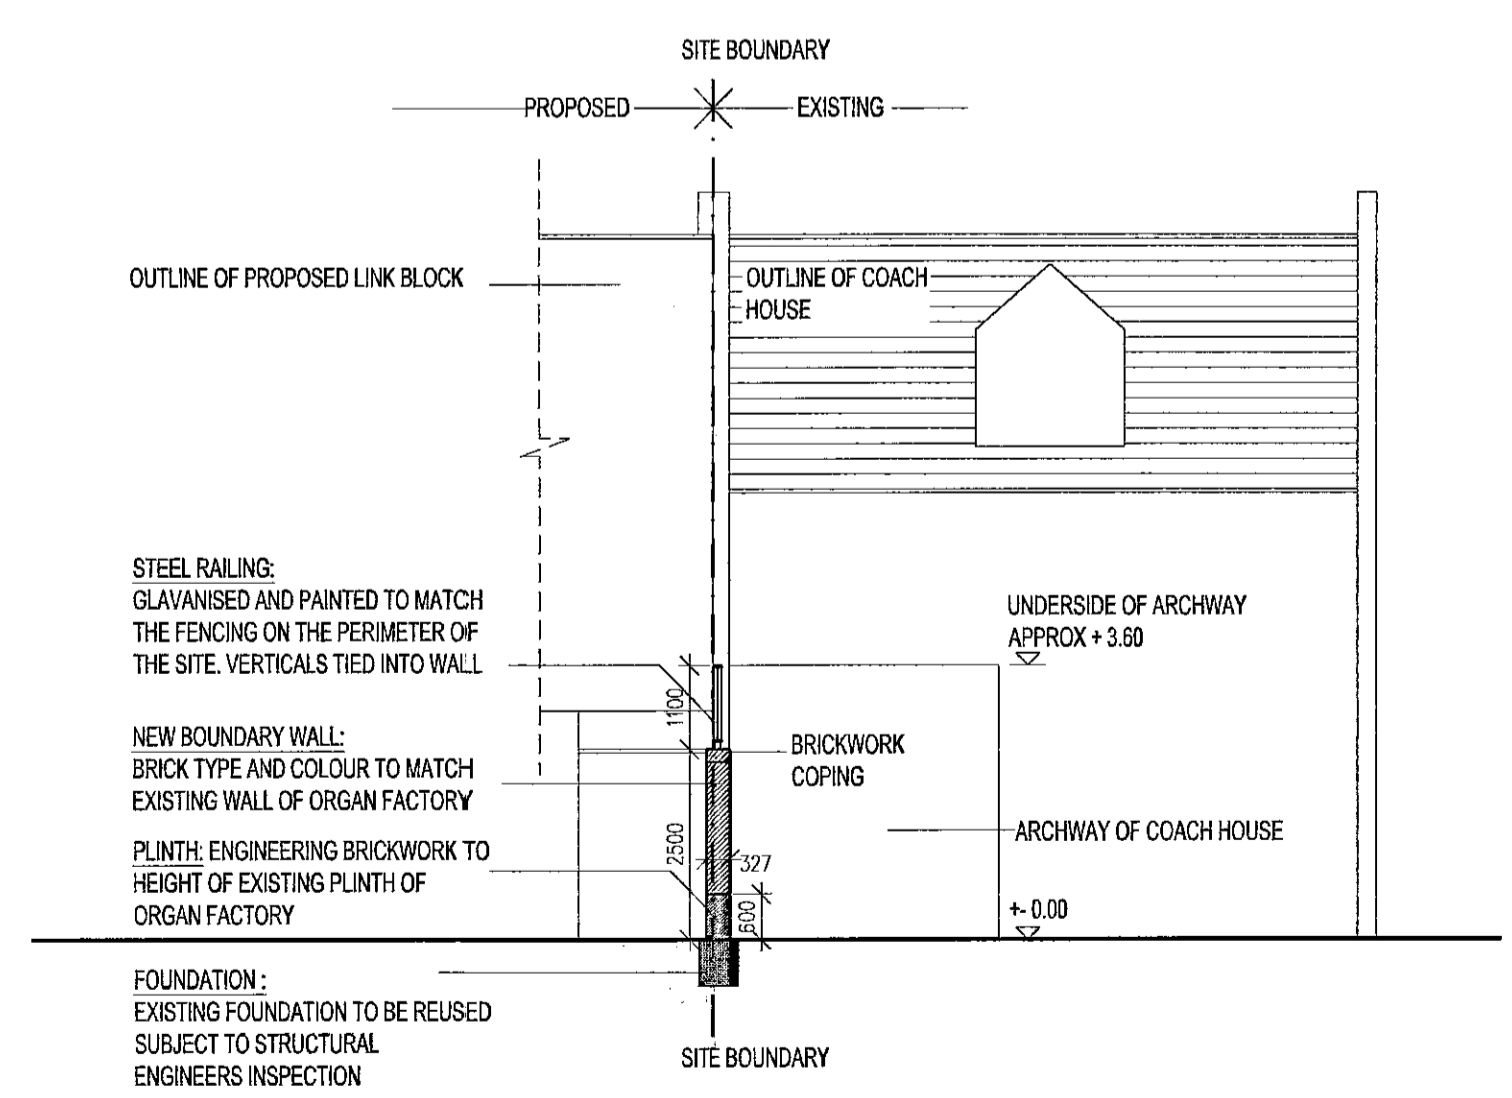 SITE BOUNDARY
PROPOSED
EXISTING
OUTLINE OF PROPOSED LINK BLOCK
OUTLINE OF COACH
HOUSE
STEEL RAILING:
GLAVANISED AND PAINTED TO MATCH
THE FENCING ON THE PERIMETER OF
THE SITE. VERTICALS TIED INTO WALL
UNDERSIDE OF ARCHWAY
APPROX + 3.60
1100
NEW BOUNDARY WALL:
BRICK TYPE AND COLOUR TO MATCH
EXISTING WALL OF ORGAN FACTORY
BRICKWORK
COPING
2500
327
ARCHWAY OF COACH HOUSE
PLINTH: ENGINEERING BRICKWORK TO
HEIGHT OF EXISTING PLINTH OF
ORGAN FACTORY
600
+- 0.00
FOUNDATION :
EXISTING FOUNDATION TO BE REUSED
SUBJECT TO STRUCTURAL
ENGINEERS INSPECTION
SITE BOUNDARY